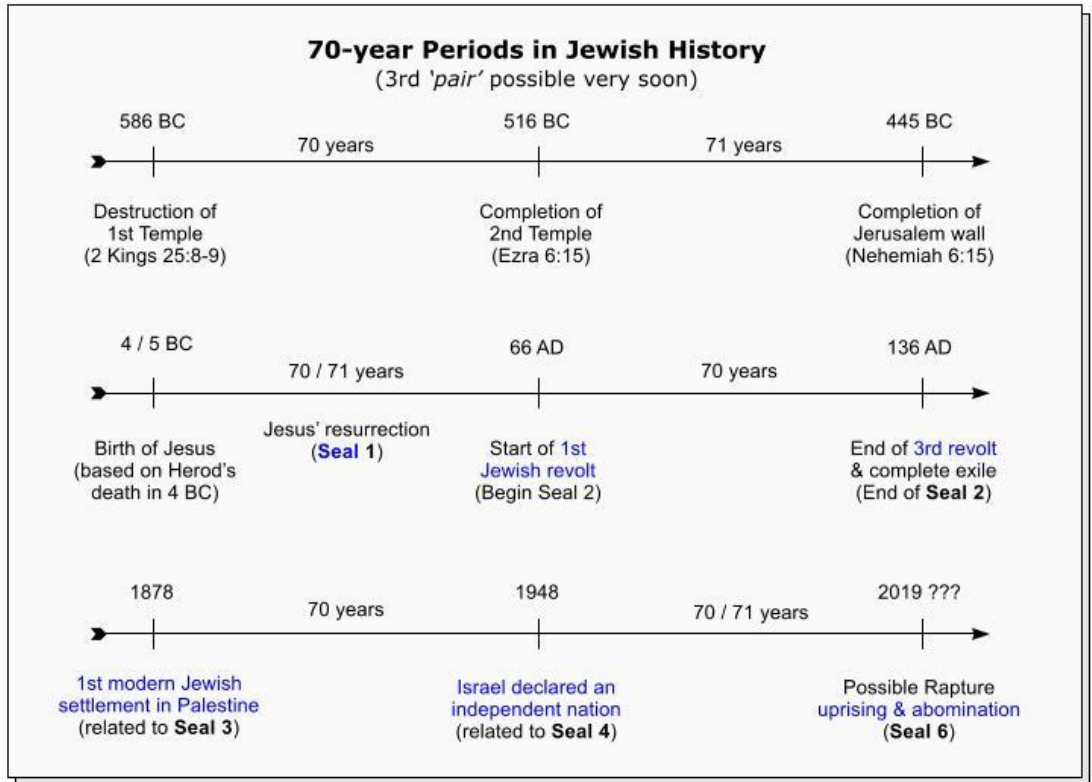 70-year Periods in Jewish History
(3rd ‘pair’ possible very soon)
586 BC
516 BC
445 BC
70 years
71 years
Destruction of
1st Temple
(2 Kings 25:8-9)
Completion of
2nd Temple
(Ezra 6:15)
Completion of
Jerusalem wall
(Nehemiah 6:15)
4 / 5 BC
66 AD
136 AD
70 / 71 years
70 years
Birth of Jesus
(based on Herod’s
death in 4 BC)
Jesus’ resurrection
(Seal 1)
Start of 1st
Jewish revolt
(Begin Seal 2)
End of 3rd revolt
& complete exile
(End of Seal 2)
1878
1948
2019 ???
70 years
70 / 71 years
1st modern Jewish
settlement in Palestine
(related to Seal 3)
Israel declared an
independent nation
(related to Seal 4)
Possible Rapture
uprising & abomination
(Seal 6)